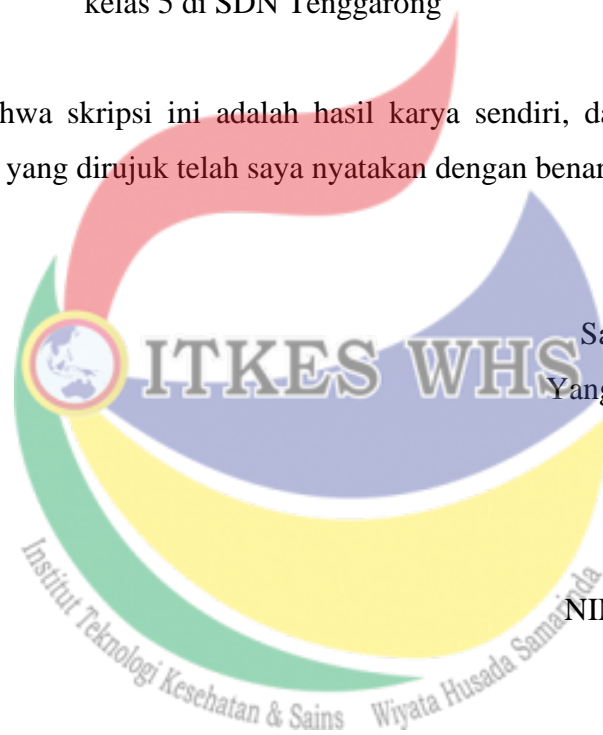 kelas 5 di SDN Tenggarong
hwa skripsi ini adalah hasil karya sendiri, da
yang dirujuk telah saya nyatakan dengan benar
Sa
ITKES WHS
Yang
NI
Institut Teknologi Kesehatan & Sains Wiyata Husada Samarinda